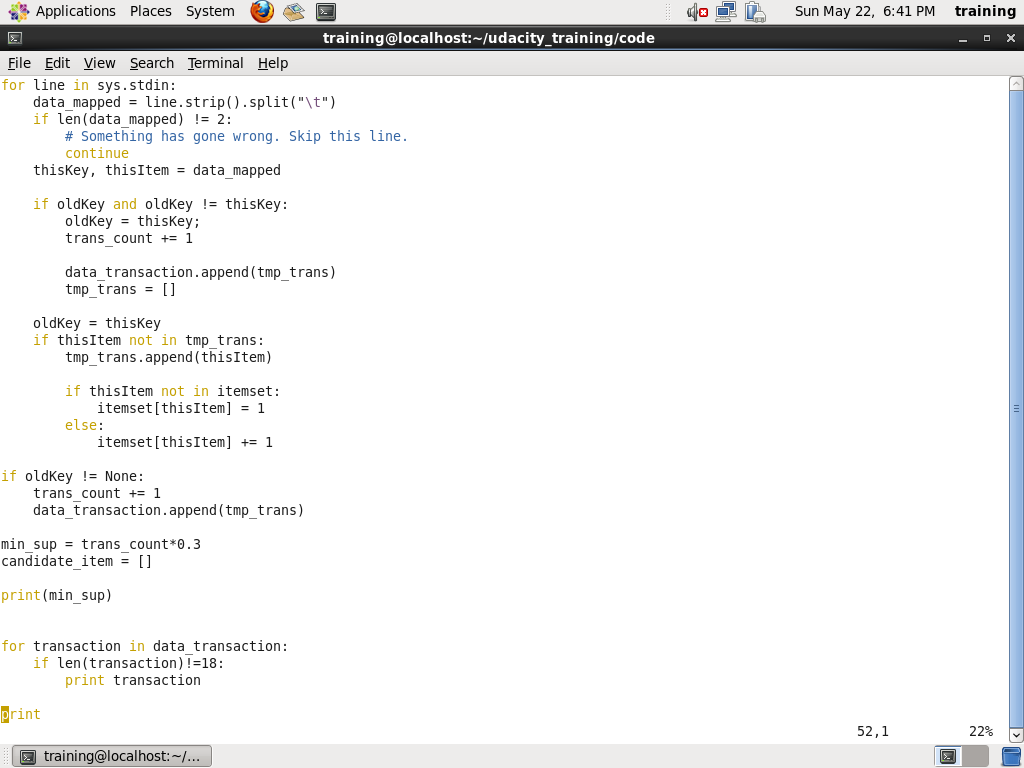 Applications Places System Sun May 22, 6:41 PM training
training@localhost:~/udacity_training/code
File Edit View Search Terminal Help
for line in sys.stdin:
    data_mapped = line.strip().split("\t")
    if len(data_mapped) != 2:
        # Something has gone wrong. Skip this line.
        continue
    thisKey, thisItem = data_mapped

    if oldKey and oldKey != thisKey:
        oldKey = thisKey;
        trans_count += 1

        data_transaction.append(tmp_trans)
        tmp_trans = []

    oldKey = thisKey
    if thisItem not in tmp_trans:
        tmp_trans.append(thisItem)

        if thisItem not in itemset:
            itemset[thisItem] = 1
        else:
            itemset[thisItem] += 1

if oldKey != None:
    trans_count += 1
    data_transaction.append(tmp_trans)

min_sup = trans_count*0.3
candidate_item = []

print(min_sup)


for transaction in data_transaction:
    if len(transaction)!=18:
        print transaction

print
52,1 22%
training@localhost:~/...